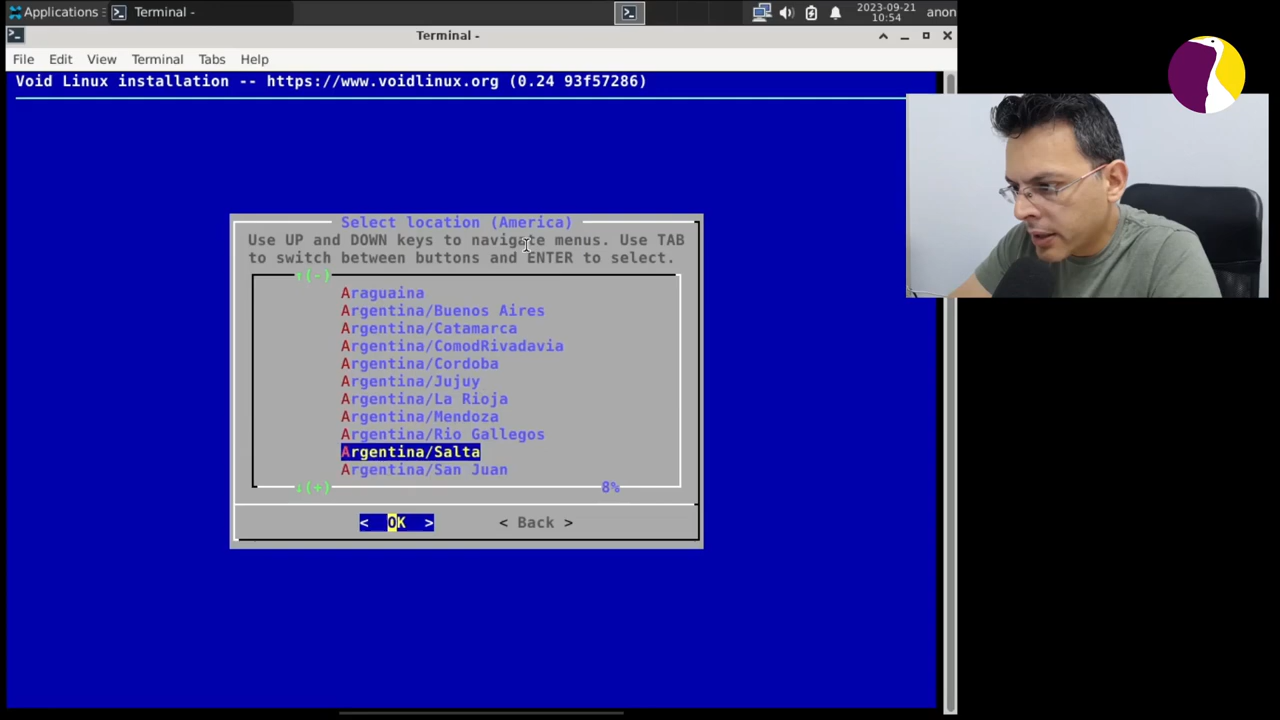 Applications
Terminal -
2023-09-21
10:54
anon
Terminal -
File Edit View Terminal Tabs Help
Void Linux installation -- https://www.voidlinux.org (0.24 93f57286)
Select location (America)
Use UP and DOWN keys to navigate menus. Use TAB
to switch between buttons and ENTER to select.
↑(-)
Araguaina
Argentina/Buenos Aires
Argentina/Catamarca
Argentina/ComodRivadavia
Argentina/Cordoba
Argentina/Jujuy
Argentina/La Rioja
Argentina/Mendoza
Argentina/Rio Gallegos
Argentina/Salta
Argentina/San Juan
↓(+) 8%
< OK > < Back >